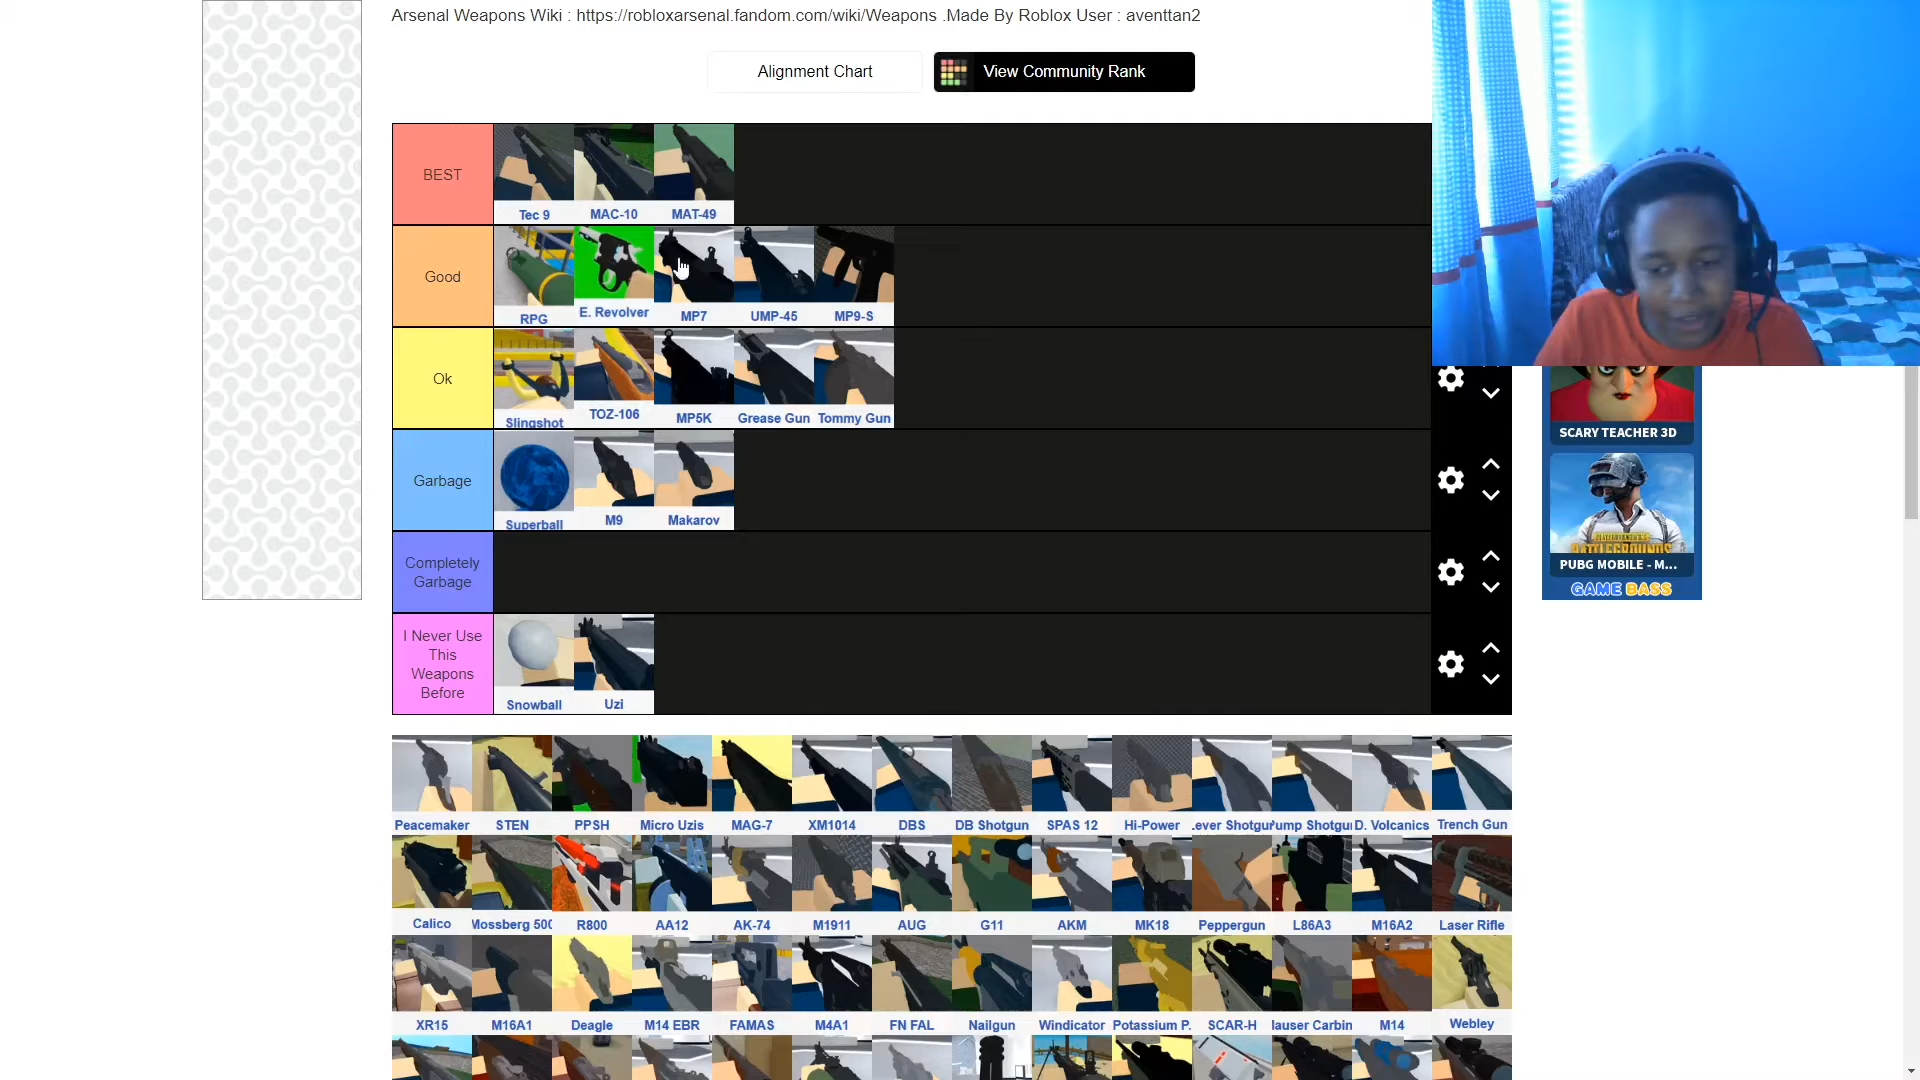 Arsenal Weapons Wiki : https://robloxarsenal.fandom.com/wiki/Weapons .Made By Roblox User : aventtan2
Alignment Chart
View Community Rank
BEST
Tec 9 MAC-10 MAT-49
Good
RPG E. Revolver MP7 UMP-45 MP9-S
Ok
Slingshot TOZ-106 MP5K Grease Gun Tommy Gun
Garbage
Superball M9 Makarov
Completely
Garbage
I Never Use
This
Weapons
Before
Snowball Uzi
SCARY TEACHER 3D
PUBG MOBILE - M...
GAME BASS
Peacemaker STEN PPSH Micro Uzis MAG-7 XM1014 DBS DB Shotgun SPAS 12 Hi-Power ever Shotgu ump Shotgu D. Volcanics Trench Gun
Calico Mossberg 500 R800 AA12 AK-74 M1911 AUG G11 AKM MK18 Peppergun L86A3 M16A2 Laser Rifle
XR15 M16A1 Deagle M14 EBR FAMAS M4A1 FN FAL Nailgun Windicator Potassium P. SCAR-H auser Carbin M14 Webley